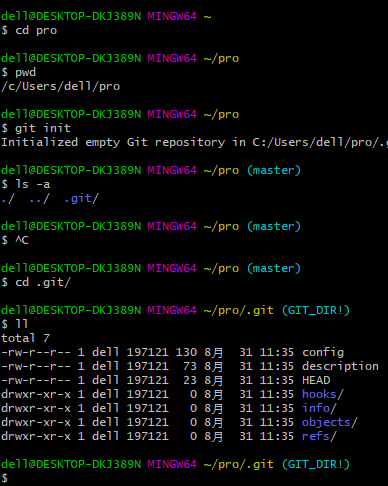 dell@DESKTOP-DKJ389N MINGW64 ~
$ cd pro
dell@DESKTOP-DKJ389N MINGW64 ~/pro
$ pwd
/c/Users/dell/pro
dell@DESKTOP-DKJ389N MINGW64 ~/pro
$ git init
Initialized empty Git repository in C:/Users/dell/pro/.g
dell@DESKTOP-DKJ389N MINGW64 ~/pro (master)
$ ls -a
./  ../  .git/
dell@DESKTOP-DKJ389N MINGW64 ~/pro (master)
$ ^C
dell@DESKTOP-DKJ389N MINGW64 ~/pro (master)
$ cd .git/
dell@DESKTOP-DKJ389N MINGW64 ~/pro/.git (GIT_DIR!)
$ ll
total 7
-rw-r--r-- 1 dell 197121 130 8月  31 11:35 config
-rw-r--r-- 1 dell 197121  73 8月  31 11:35 description
-rw-r--r-- 1 dell 197121  23 8月  31 11:35 HEAD
drwxr-xr-x 1 dell 197121   0 8月  31 11:35 hooks/
drwxr-xr-x 1 dell 197121   0 8月  31 11:35 info/
drwxr-xr-x 1 dell 197121   0 8月  31 11:35 objects/
drwxr-xr-x 1 dell 197121   0 8月  31 11:35 refs/
dell@DESKTOP-DKJ389N MINGW64 ~/pro/.git (GIT_DIR!)
$